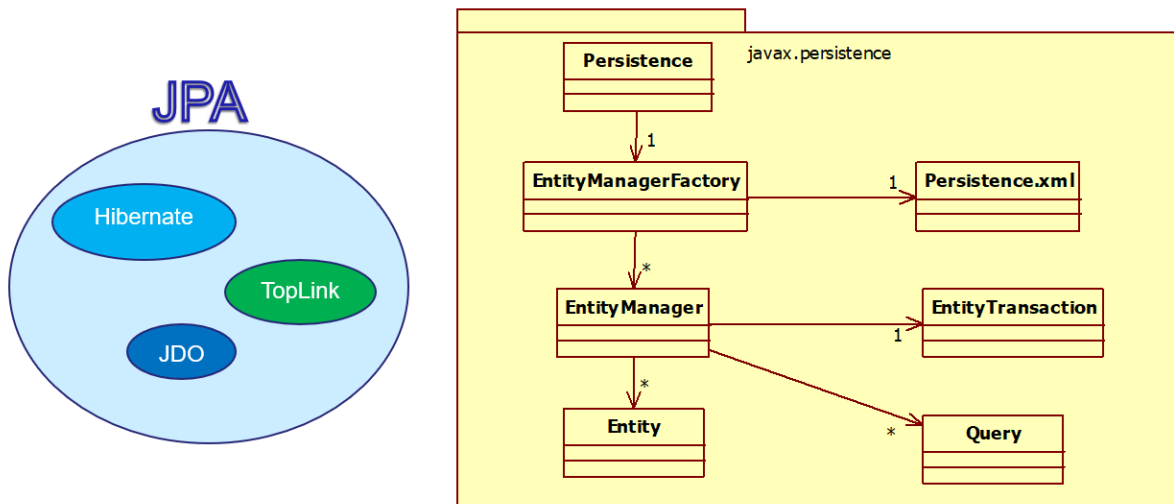 JPA
Hibernate
TopLink
JDO
javax.persistence
Persistence
1
EntityManagerFactory
1
Persistence.xml
*
EntityManager
1
EntityTransaction
*
Entity
*
Query